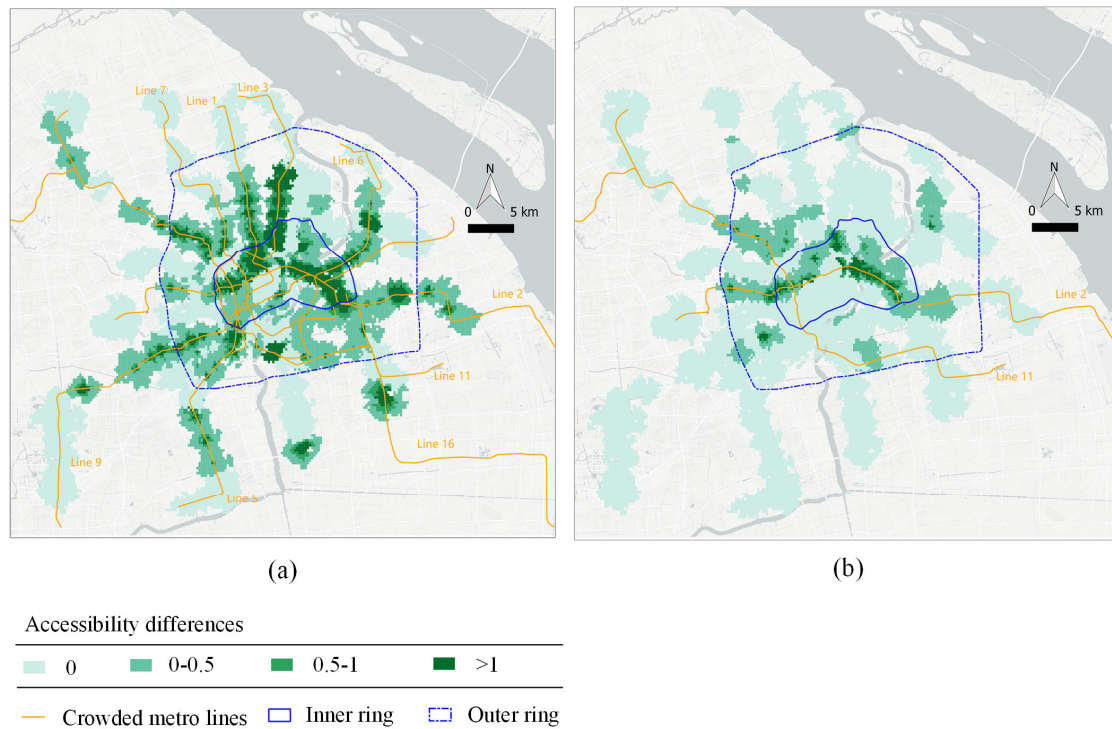 Line 7
Line 1
Line 3
Line 6
N
0 5 km
Line 2
Line 11
Line 16
Line 9
Line 5
(a)
N
0 5 km
Line 2
Line 11
(b)
Accessibility differences
0 0-0.5 0.5-1 >1
Crowded metro lines Inner ring Outer ring